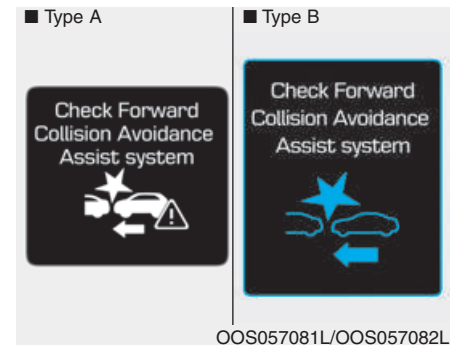 ■ Type A
■ Type B
Check Forward
Collision Avoidance
Assist system
Check Forward
Collision Avoidance
Assist system
OOS057081L/OOS057082L